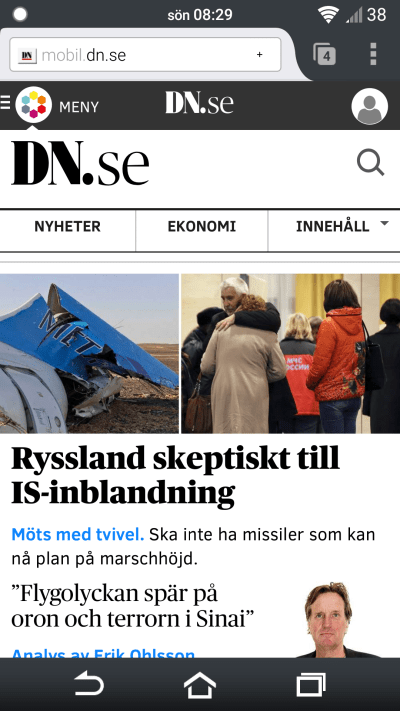 sön 08:29
38
mobil.dn.se
+
4
MENY
DN.se
DN.se
NYHETER
EKONOMI
INNEHÅLL
МЧС
РОССИИ
Ryssland skeptiskt till
IS-inblandning
Möts med tvivel. Ska inte ha missiler som kan
nå plan på marschhöjd.
”Flygolyckan spär på
oron och terrorn i Sinai”
Analys av Erik Ohlsson